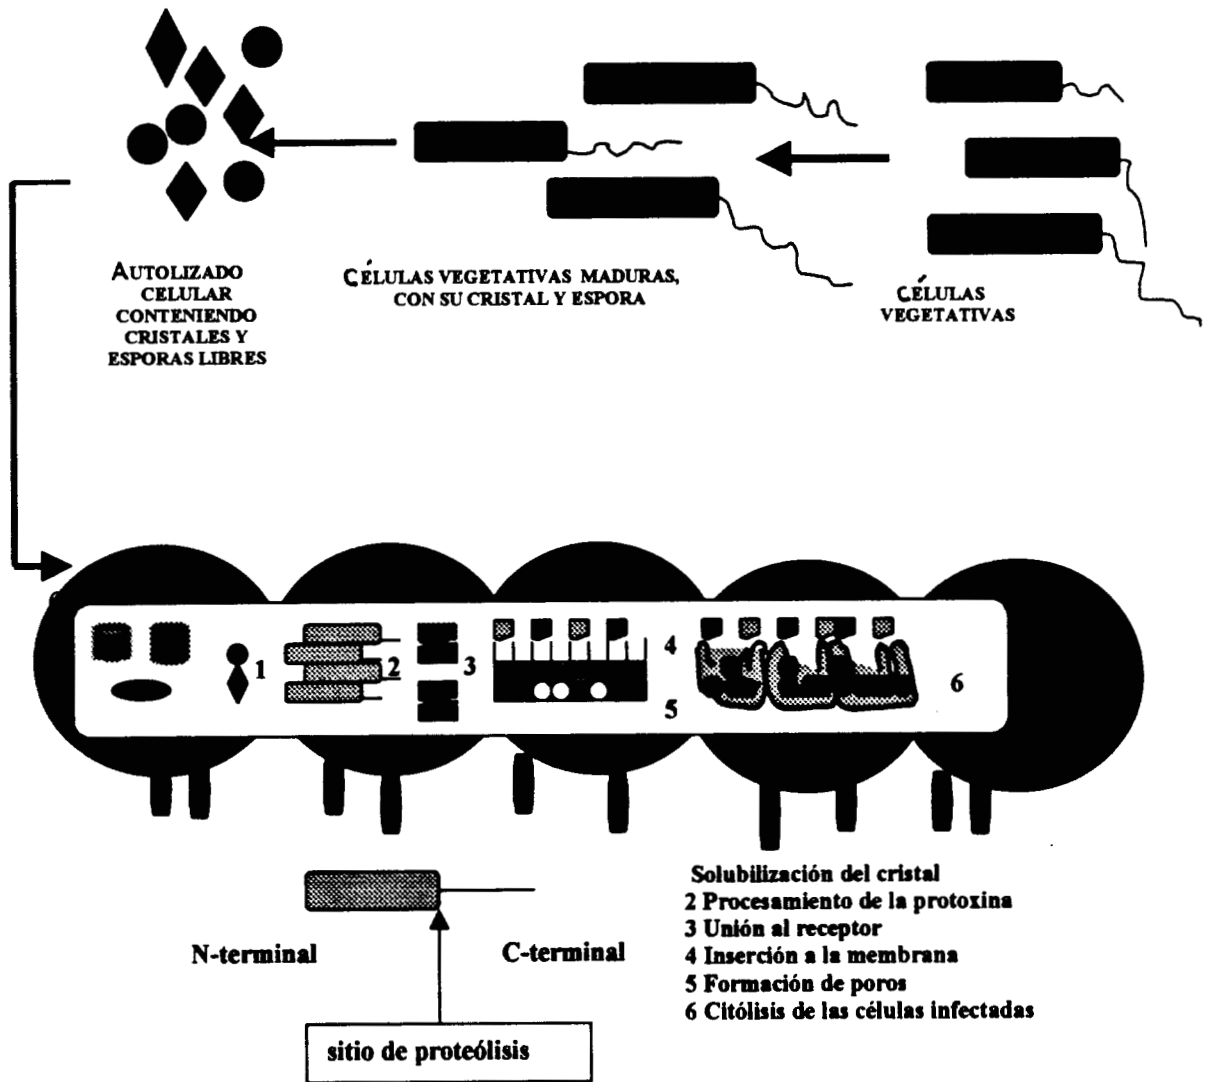 AUTOLIZADO
CELULAR
CONTENIENDO
CRISTALES Y
ESPORAS LIBRES
CÉLULAS VEGETATIVAS MADURAS,
CON SU CRISTAL Y ESPORA
CÉLULAS
VEGETATIVAS
1
2
3
4
5
6
N-terminal
C-terminal
sitio de proteólisis
Solubilización del cristal
2 Procesamiento de la protoxina
3 Unión al receptor
4 Inserción a la membrana
5 Formación de poros
6 Citólisis de las células infectadas